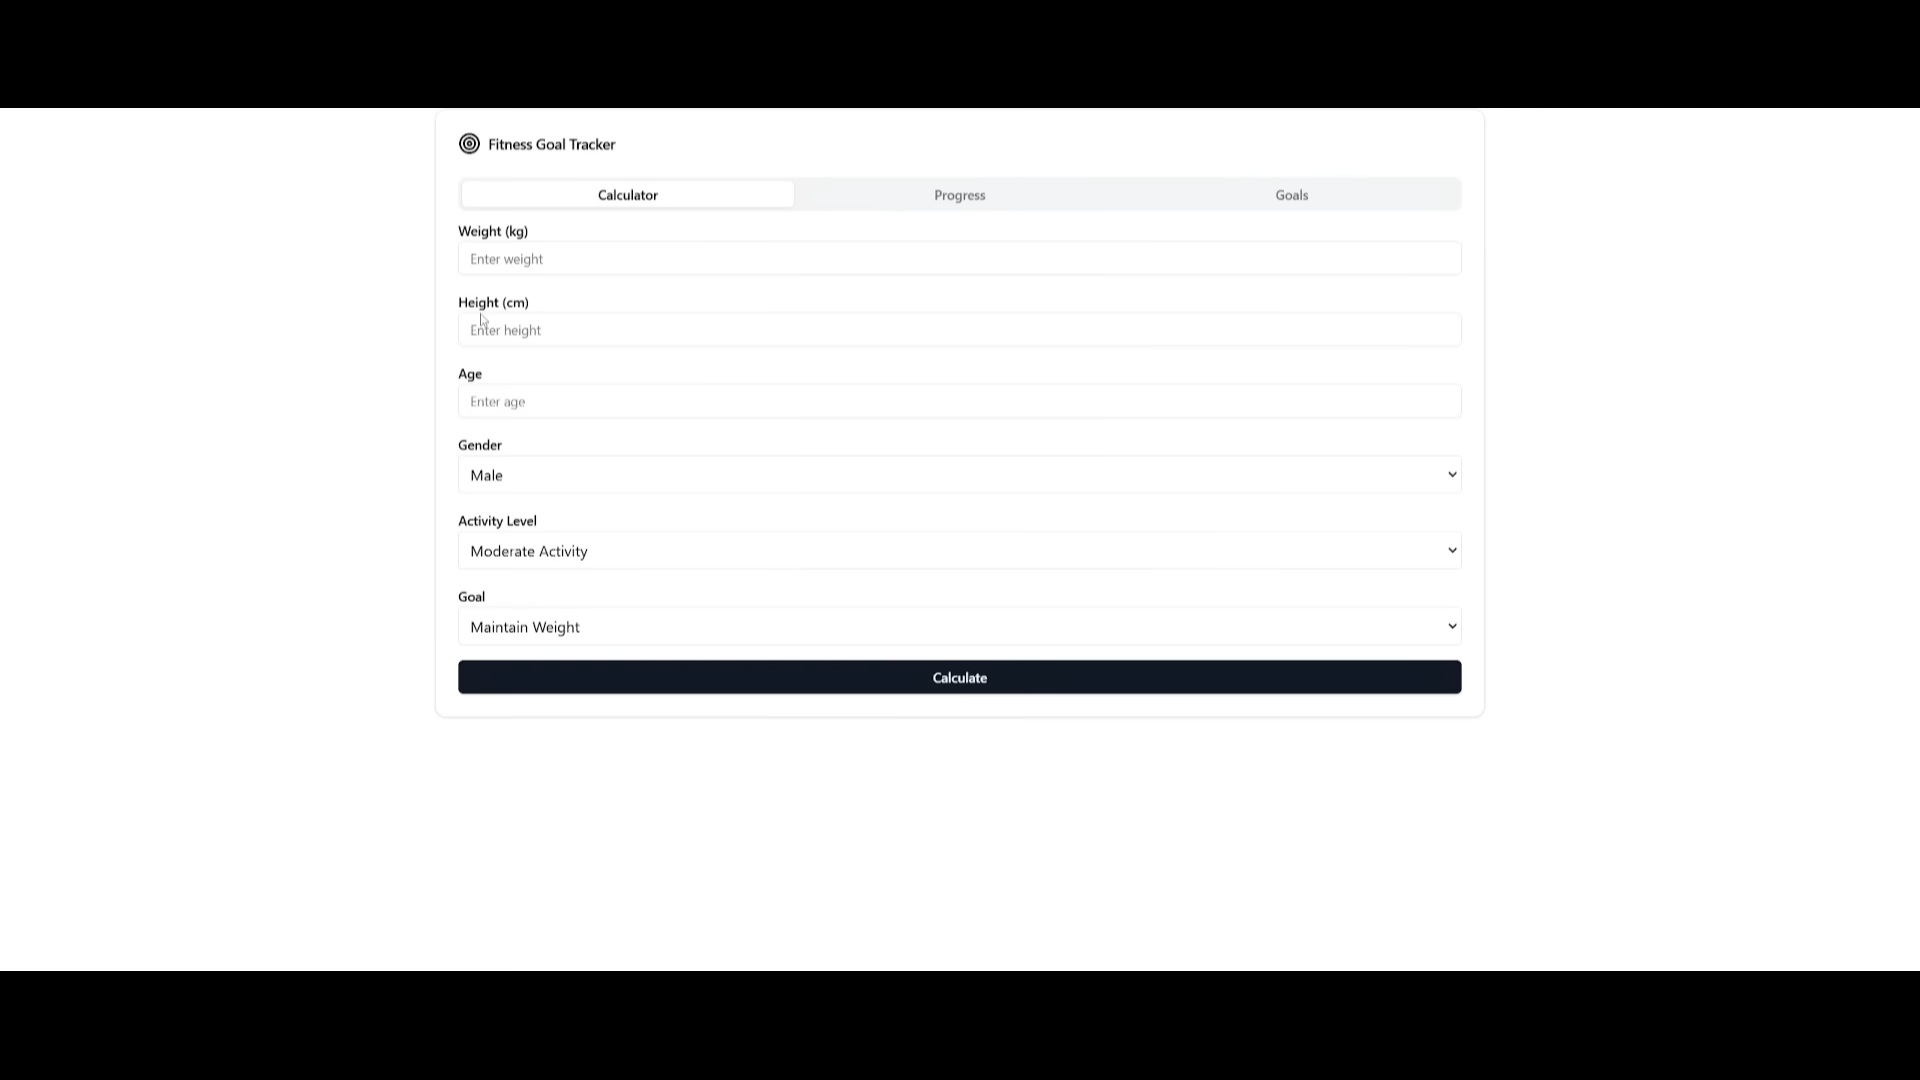 Fitness Goal Tracker
Calculator Progress Goals
Weight (kg)
Enter weight
Height (cm)
Enter height
Age
Enter age
Gender
Male
Activity Level
Moderate Activity
Goal
Maintain Weight
Calculate